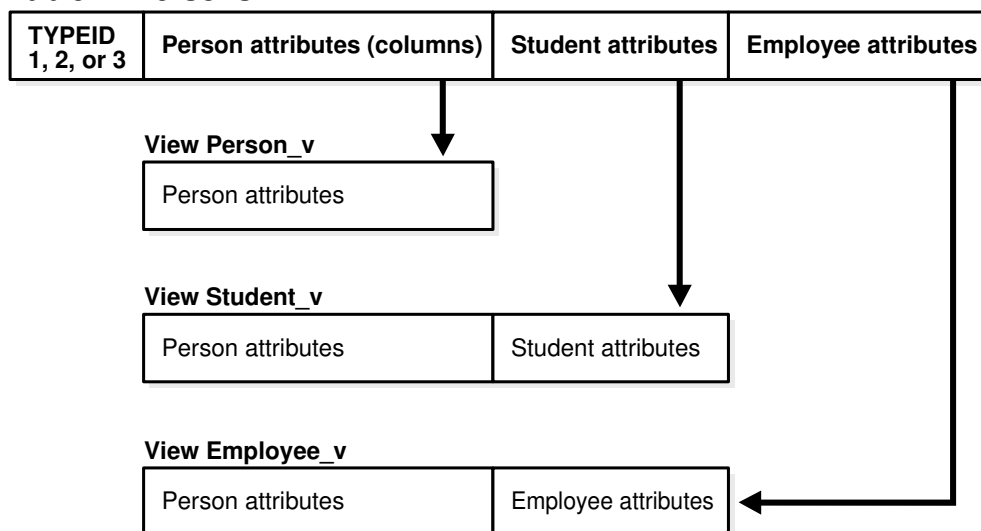 TYPEID
1, 2, or 3
Person attributes (columns)
Student attributes
Employee attributes
View Person_v
Person attributes
View Student_v
Person attributes
Student attributes
View Employee_v
Person attributes
Employee attributes